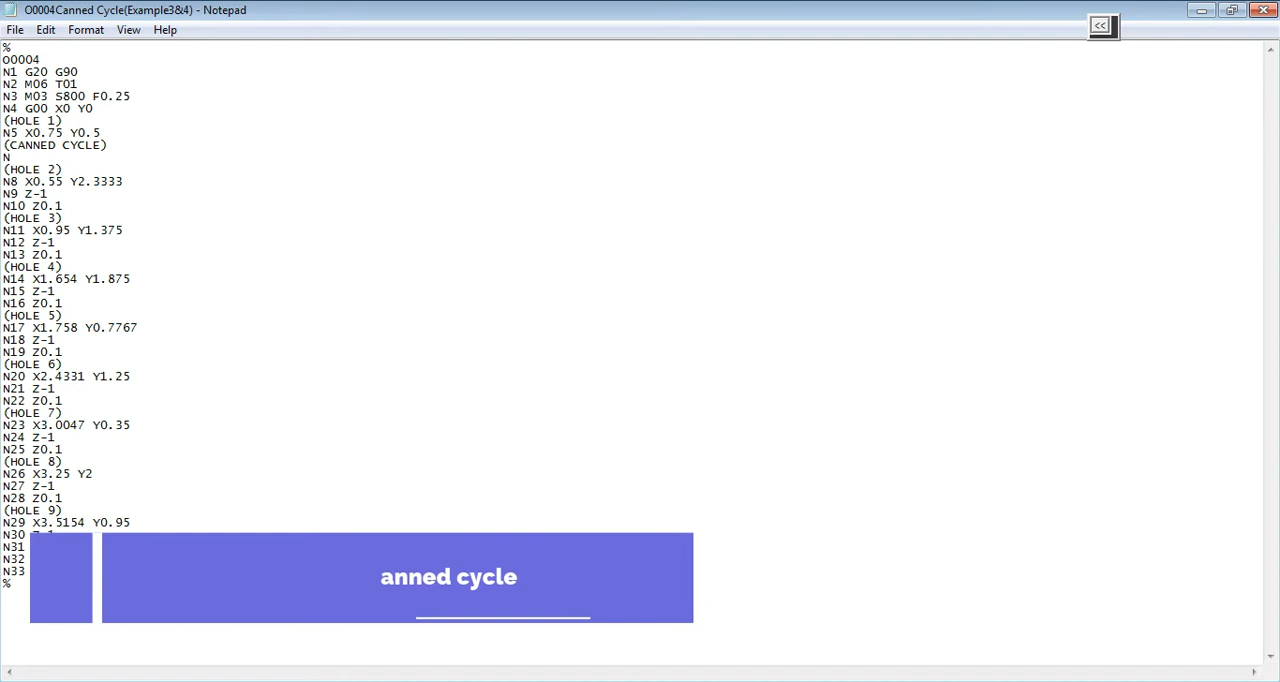 O0004Canned Cycle(Example3&4) - Notepad
File Edit Format View Help
<<
%
O0004
N1 G20 G90
N2 M06 T01
N3 M03 S800 F0.25
N4 G00 X0 Y0
(HOLE 1)
N5 X0.75 Y0.5
(CANNED CYCLE)
N
(HOLE 2)
N8 X0.55 Y2.3333
N9 Z-1
N10 Z0.1
(HOLE 3)
N11 X0.95 Y1.375
N12 Z-1
N13 Z0.1
(HOLE 4)
N14 X1.654 Y1.875
N15 Z-1
N16 Z0.1
(HOLE 5)
N17 X1.758 Y0.7767
N18 Z-1
N19 Z0.1
(HOLE 6)
N20 X2.4331 Y1.25
N21 Z-1
N22 Z0.1
(HOLE 7)
N23 X3.0047 Y0.35
N24 Z-1
N25 Z0.1
(HOLE 8)
N26 X3.25 Y2
N27 Z-1
N28 Z0.1
(HOLE 9)
N29 X3.5154 Y0.95
N30
N31
N32
N33
%
anned cycle